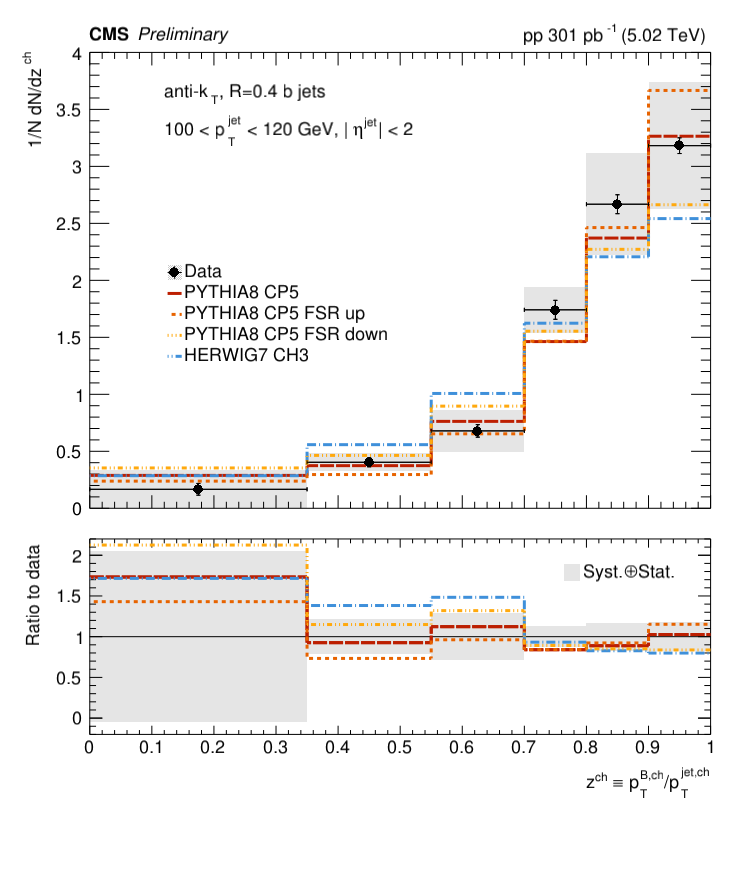 CMS Preliminary pp 301 pb⁻¹ (5.02 TeV)
1/N dN/dz^ch
4
3.5
3
2.5
2
1.5
1
0.5
0
anti-k_T, R=0.4 b jets
100 < p_T^jet < 120 GeV, | η^jet| < 2
Data
PYTHIA8 CP5
PYTHIA8 CP5 FSR up
PYTHIA8 CP5 FSR down
HERWIG7 CH3
Ratio to data
2
1.5
1
0.5
0
Syst.⊕Stat.
0 0.1 0.2 0.3 0.4 0.5 0.6 0.7 0.8 0.9 1
z^ch ≡ p_T^B,ch/p_T^jet,ch